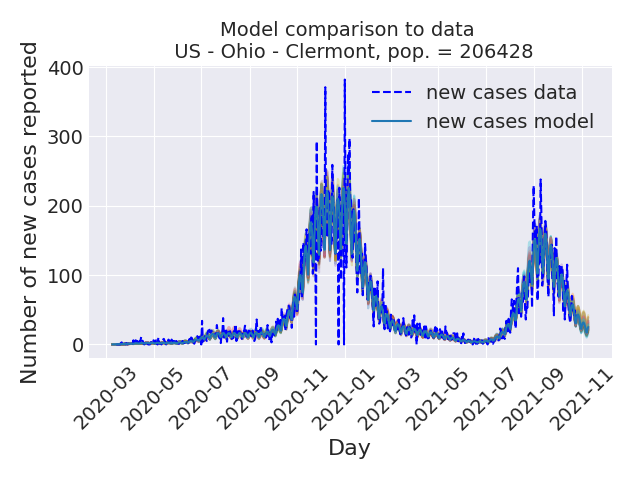 Model comparison to data
US - Ohio - Clermont, pop. = 206428
Number of new cases reported
400
300
200
100
0
new cases data
new cases model
2020-03
2020-05
2020-07
2020-09
2020-11
2021-01
2021-03
2021-05
2021-07
2021-09
2021-11
Day